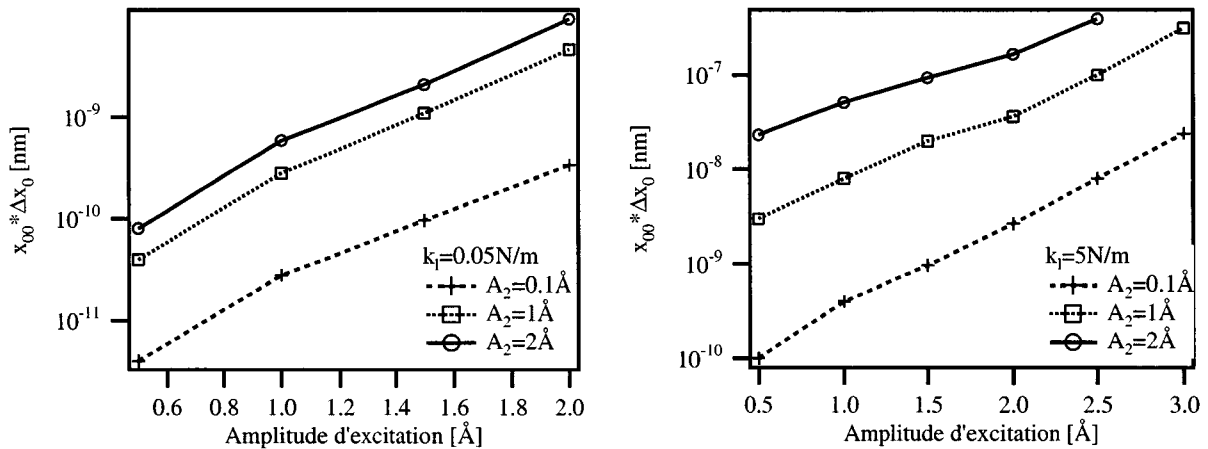 x₀₀*Δx₀ [nm]
10⁻⁹
10⁻¹⁰
10⁻¹¹
kₗ=0.05N/m
A₂=0.1Å
A₂=1Å
A₂=2Å
0.6 0.8 1.0 1.2 1.4 1.6 1.8 2.0
Amplitude d'excitation [Å]
x₀₀*Δx₀ [nm]
10⁻⁷
10⁻⁸
10⁻⁹
10⁻¹⁰
kₗ=5N/m
A₂=0.1Å
A₂=1Å
A₂=2Å
0.5 1.0 1.5 2.0 2.5 3.0
Amplitude d'excitation [Å]